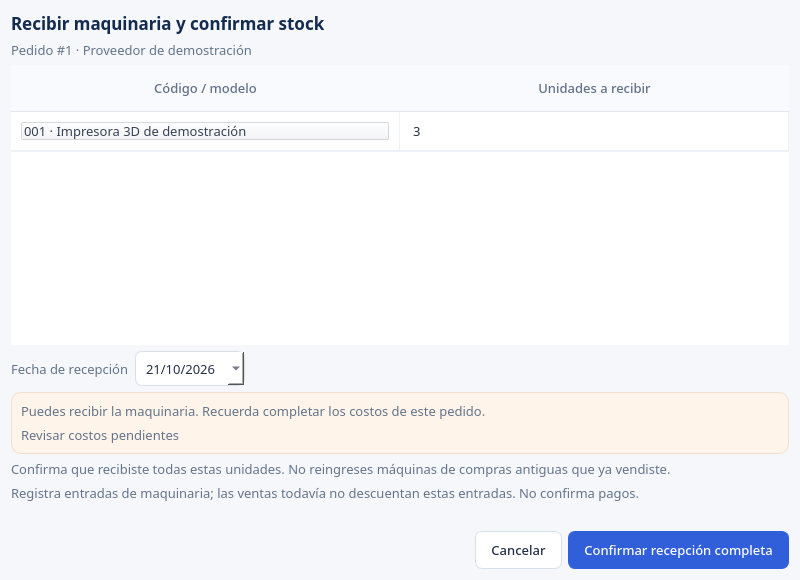 Recibir maquinaria y confirmar stock
Pedido #1 · Proveedor de demostración
Código / modelo
Unidades a recibir
001 · Impresora 3D de demostración
3
Fecha de recepción
21/10/2026
Puedes recibir la maquinaria. Recuerda completar los costos de este pedido.
Revisar costos pendientes
Confirma que recibiste todas estas unidades. No reingreses máquinas de compras antiguas que ya vendiste.
Registra entradas de maquinaria; las ventas todavía no descuentan estas entradas. No confirma pagos.
Cancelar
Confirmar recepción completa